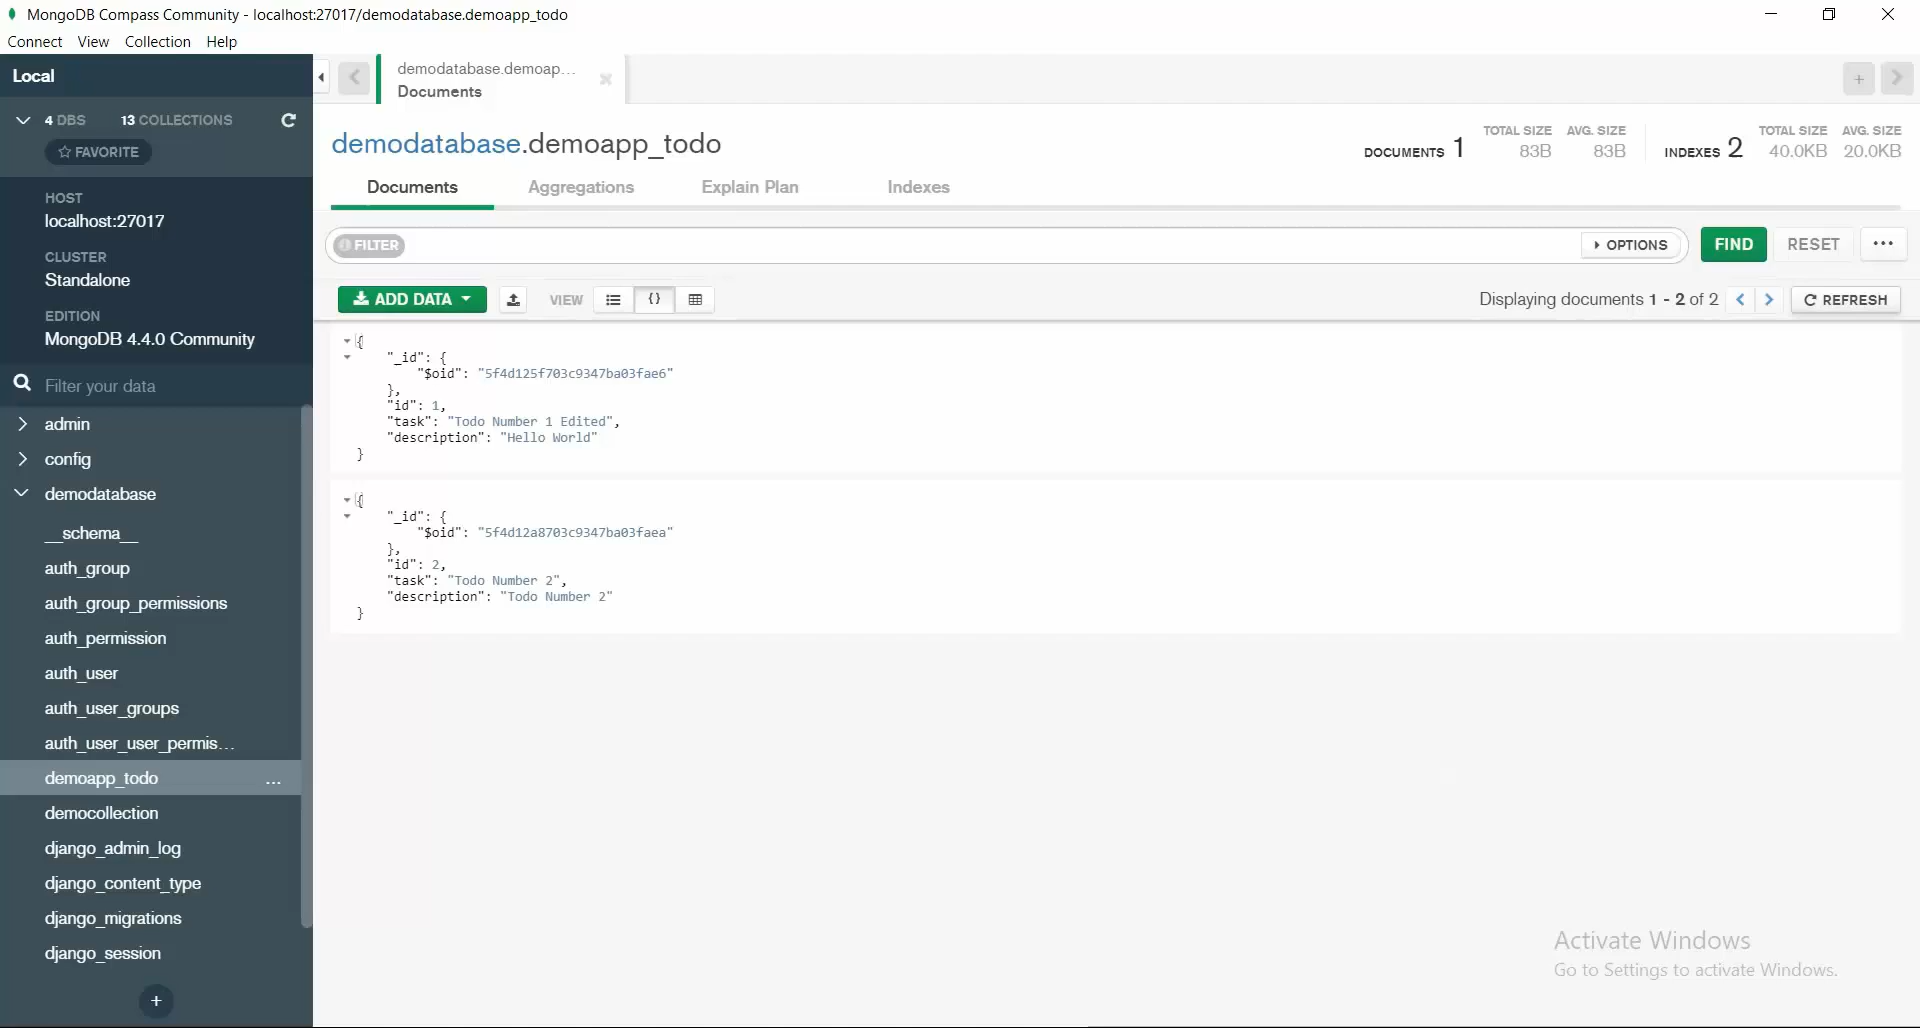 MongoDB Compass Community - localhost:27017/demodatabase.demoapp_todo
Connect View Collection Help
Local
4 DBS 13 COLLECTIONS
FAVORITE
HOST
localhost:27017
CLUSTER
Standalone
EDITION
MongoDB 4.4.0 Community
Filter your data
admin
config
demodatabase
__schema__
auth_group
auth_group_permissions
auth_permission
auth_user
auth_user_groups
auth_user_user_permis...
demoapp_todo ...
democollection
django_admin_log
django_content_type
django_migrations
django_session
+
demodatabase.demoap...
Documents
demodatabase.demoapp_todo
DOCUMENTS 1 TOTAL SIZE 83B AVG. SIZE 83B INDEXES 2 TOTAL SIZE 40.0KB AVG. SIZE 20.0KB
Documents Aggregations Explain Plan Indexes
FILTER OPTIONS FIND RESET ...
ADD DATA VIEW {} Displaying documents 1 - 2 of 2 REFRESH
{
"_id": {
"$oid": "5f4d125f703c9347ba03fae6"
},
"id": 1,
"task": "Todo Number 1 Edited",
"description": "Hello World"
}
{
"_id": {
"$oid": "5f4d12a8703c9347ba03faea"
},
"id": 2,
"task": "Todo Number 2",
"description": "Todo Number 2"
}
Activate Windows
Go to Settings to activate Windows.